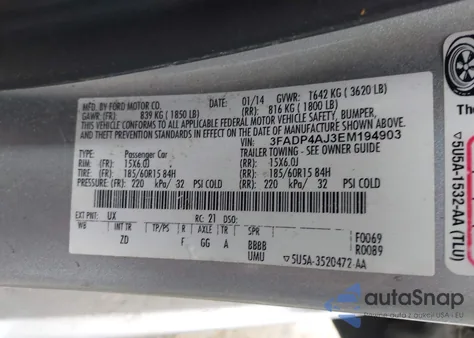 MFD. BY FORD MOTOR CO.
DATE: 01/14 GVWR: 1642 KG ( 3620 LB)
GAWR: (FR): 839 KG ( 1850 LB) (RR): 816 KG ( 1800 LB)
THIS VEHICLE CONFORMS TO ALL APPLICABLE FEDERAL MOTOR VEHICLE SAFETY, BUMPER,
AND THEFT PREVENTION STANDARDS IN EFFECT ON THE DATE OF MANUFACTURE SHOWN ABOVE.
VIN: 3FADP4AJ3EM194903
TYPE: Passenger Car TRAILER TOWING - SEE OWNER GUIDE
RIM: (FR): 15X6.0J (RR): 15X6.0J
TIRE: (FR): 185/60R15 84H (RR): 185/60R15 84H
PRESSURE: (FR): 220 kPa/ 32 PSI COLD (RR): 220 kPa/ 32 PSI COLD
EXT PNT: UX RC: 21 DSO:
WB INT TR TP/PS R AXLE TR SPR
ZD F GG A BBBB F0069
UMU R0089
▽5U5A-3520472-AA
5U5A-1532-AA (TLU)
autoSnap